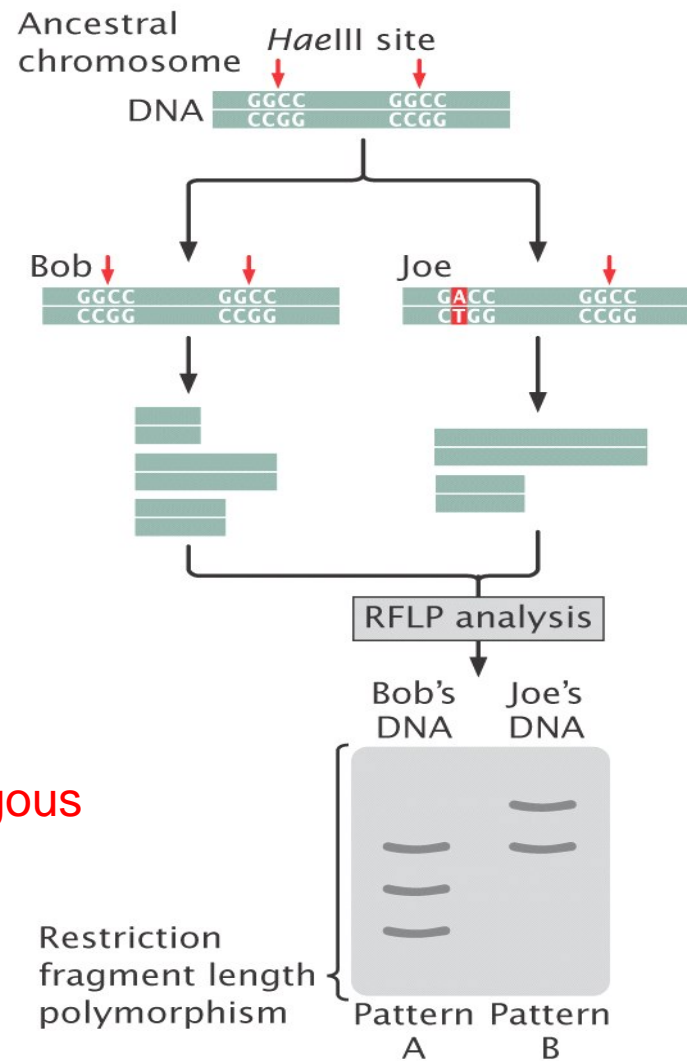 Ancestral
chromosome
HaeIII site
DNA
GGCC GGCC
CCGG CCGG
Bob
GGCC GGCC
CCGG CCGG
Joe
GACC GGCC
CTGG CCGG
RFLP analysis
Bob's
DNA
Joe's
DNA
gous
Restriction
fragment length
polymorphism
Pattern
A
Pattern
B